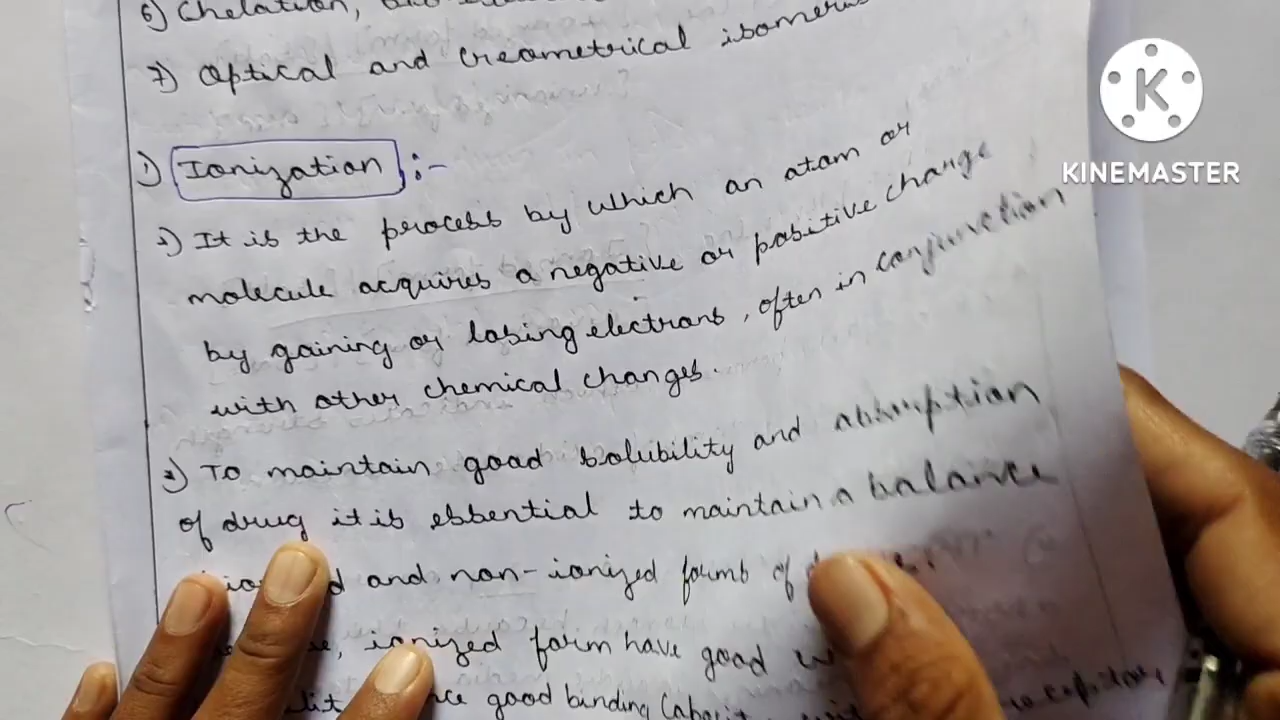 6) Chelation, and
7) Optical and Geometrical isomeris
K
KINEMASTER
1) Ionization :-
1) It is the process by which an atom or
molecule acquires a negative or positive charge
by gaining or losing electrons, often in conjunction
with other chemical changes.
2) To maintain good solubility and absorption
of drug it is essential to maintain a balance
and non-ionized forms of
ionized form have good
good binding capacit